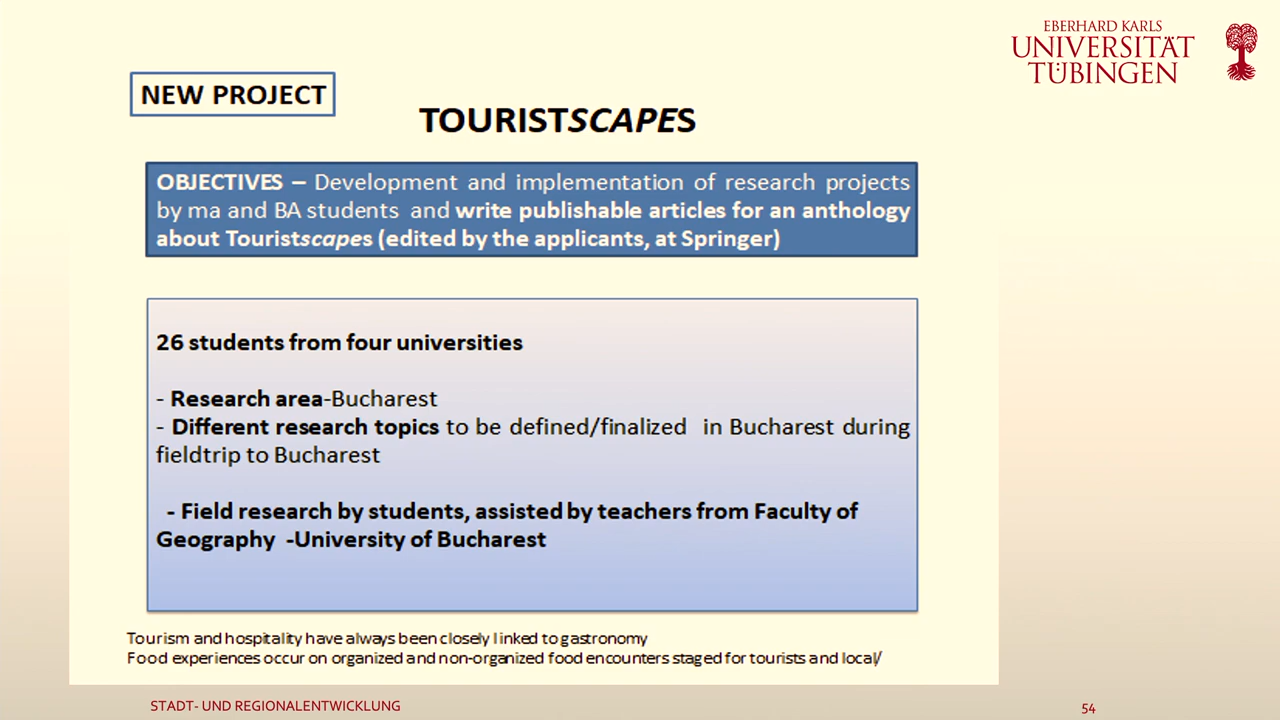 EBERHARD KARLS
UNIVERSITÄT
TÜBINGEN
NEW PROJECT
TOURISTSCAPES
OBJECTIVES – Development and implementation of research projects
by ma and BA students and write publishable articles for an anthology
about Touristscapes (edited by the applicants, at Springer)
26 students from four universities
- Research area-Bucharest
- Different research topics to be defined/finalized in Bucharest during
fieldtrip to Bucharest
- Field research by students, assisted by teachers from Faculty of
Geography -University of Bucharest
Tourism and hospitality have always been closely linked to gastronomy
Food experiences occur on organized and non-organized food encounters staged for tourists and local/
STADT- UND REGIONALENTWICKLUNG
54